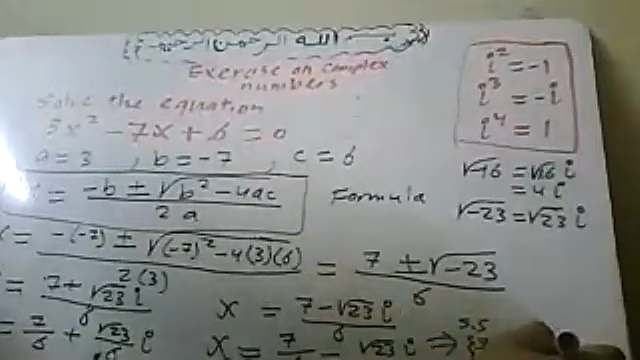 بسم الله الرحمن الرحيم
Exercise on complex numbers
Solve the equation
3x² - 7x + 6 = 0
a = 3 , b = -7 , c = 6
= -b ± √b² - 4ac / 2a Formula
i² = -1
i³ = -i
i⁴ = 1
√-16 = √16 i
= 4i
√-23 = √23 i
= -(-7) ± √(-7)² - 4(3)(6) / 2(3) = 7 ± √-23 / 6
= 7 + √23 i / 6 x = 7 - √23 i / 6
= 7/6 + √23/6 i x = 7/6 - √23 i ⇒ S.S